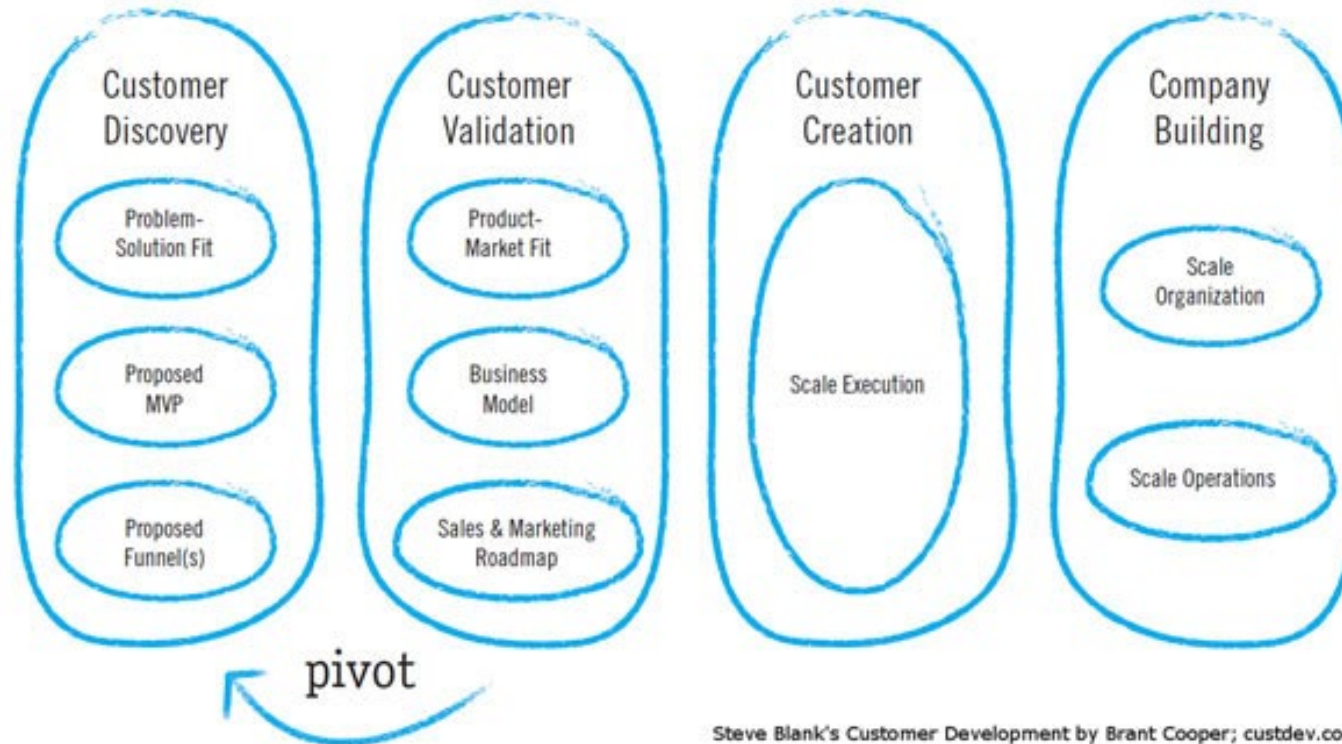 Customer
Discovery
Problem-
Solution Fit
Proposed
MVP
Proposed
Funnel(s)
Customer
Validation
Product-
Market Fit
Business
Model
Sales & Marketing
Roadmap
Customer
Creation
Scale Execution
Company
Building
Scale
Organization
Scale Operations
pivot
Steve Blank's Customer Development by Brant Cooper; custdev.co